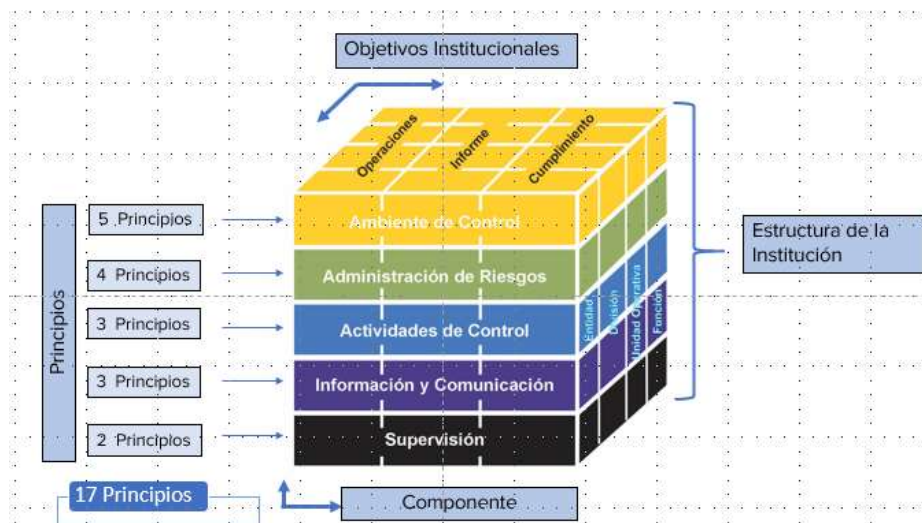 Objetivos Institucionales
Operaciones
Informe
Cumplimiento
Principios
5 Principios
Ambiente de Control
4 Principios
Administración de Riesgos
3 Principios
Actividades de Control
3 Principios
Información y Comunicación
2 Principios
Supervisión
Entidad
División
Unidad Operativa
Fonción
Estructura de la
Institución
17 Principios
Componente